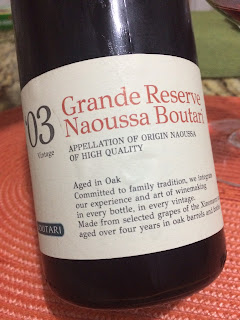 03
Vintage
Grande Reserve
Naoussa Boutari
APPELLATION OF ORIGIN NAOUSSA
OF HIGH QUALITY
Aged in Oak
Committed to family tradition, we integrate
our experience and art of winemaking
in every bottle, in every vintage.
Made from selected grapes of the
aged over four years in oak barrels and
BOUTARI